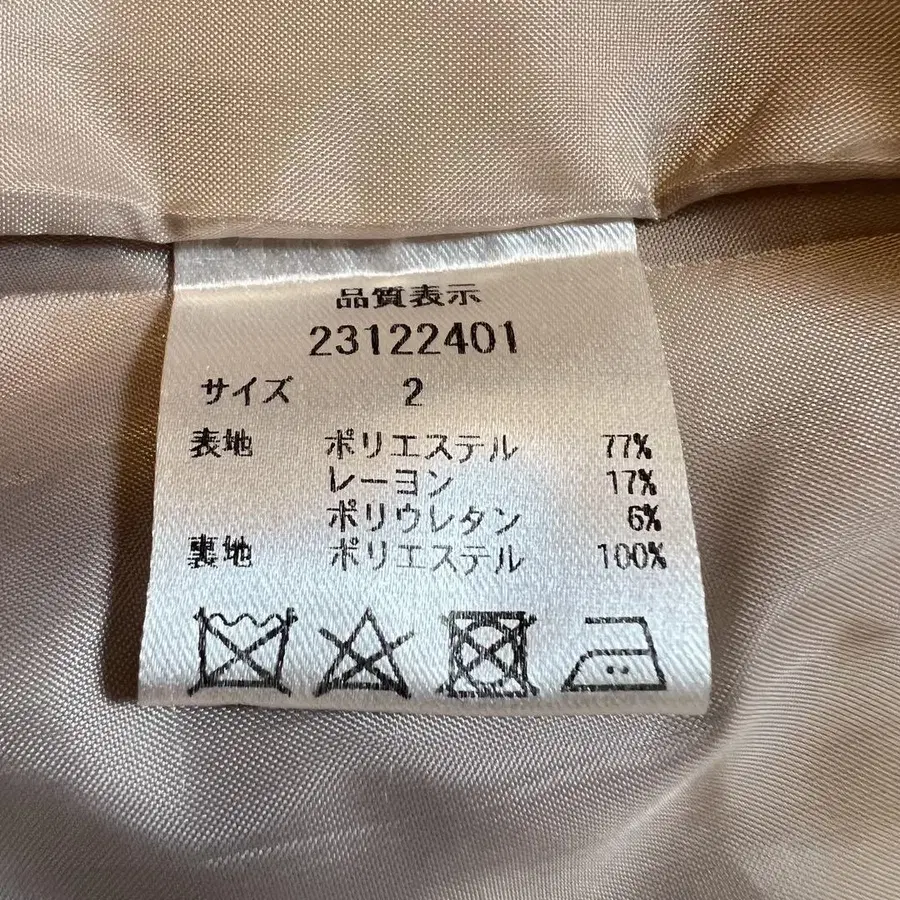 品質表示
23122401
サイズ 2
表地 ポリエステル 77%
レーヨン 17%
ポリウレタン 6%
裏地 ポリエステル 100%